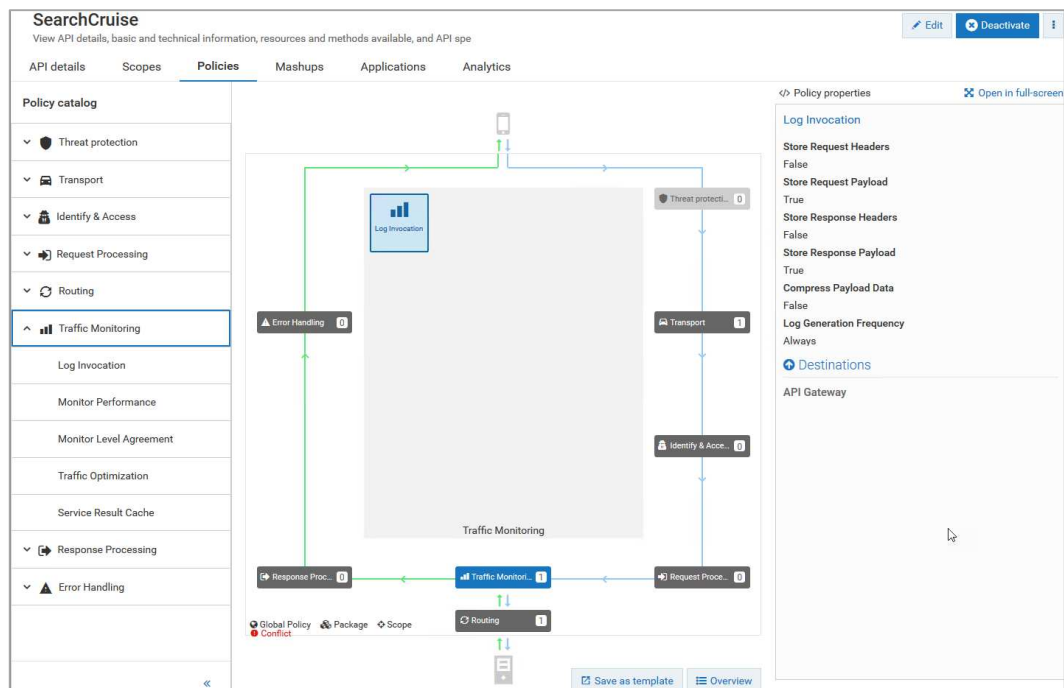 SearchCruise
View API details, basic and technical information, resources and methods available, and API spe
Edit
Deactivate
API details
Scopes
Policies
Mashups
Applications
Analytics
Policy catalog
Threat protection
Transport
Identify & Access
Request Processing
Routing
Traffic Monitoring
Log Invocation
Monitor Performance
Monitor Level Agreement
Traffic Optimization
Service Result Cache
Response Processing
Error Handling
«
Log Invocation
Threat protecti... 0
Error Handling 0
Transport 1
Identify & Acce... 0
Traffic Monitoring
Response Proc... 0
Traffic Monitori... 1
Request Proce... 0
Routing 1
Global Policy Package Scope
Conflict
Save as template
Overview
</> Policy properties
Open in full-screen
Log Invocation
Store Request Headers
False
Store Request Payload
True
Store Response Headers
False
Store Response Payload
True
Compress Payload Data
False
Log Generation Frequency
Always
Destinations
API Gateway